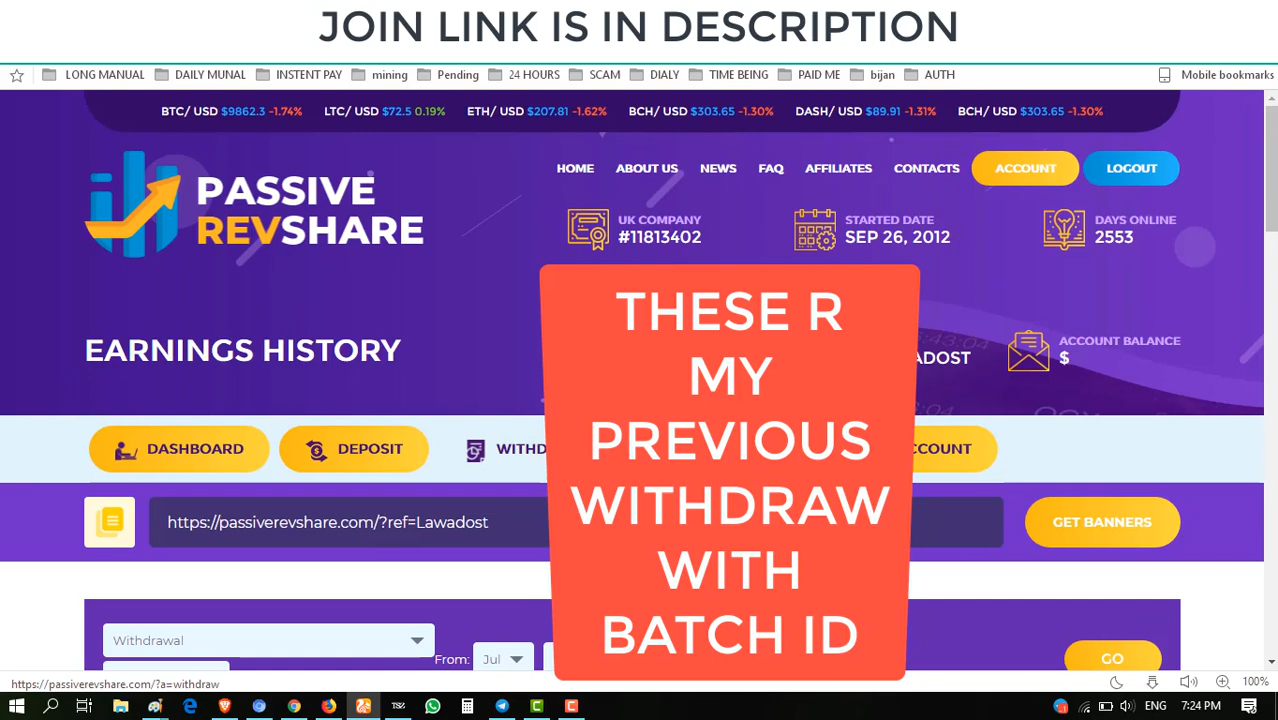 JOIN LINK IS IN DESCRIPTION
LONG MANUAL DAILY MUNAL INSTENT PAY mining Pending 24 HOURS SCAM DIALY TIME BEING PAID ME bijan AUTH Mobile bookmarks
BTC/ USD $9862.3 -1.74% LTC/ USD $72.5 0.19% ETH/ USD $207.81 -1.62% BCH/ USD $303.65 -1.30% DASH/ USD $89.91 -1.31% BCH/ USD $303.65 -1.30%
HOME ABOUT US NEWS FAQ AFFILIATES CONTACTS ACCOUNT LOGOUT
PASSIVE
REVSHARE
UK COMPANY
#11813402
STARTED DATE
SEP 26, 2012
DAYS ONLINE
2553
EARNINGS HISTORY
ACCOUNT BALANCE
$
THESE R
MY
PREVIOUS
WITHDRAW
WITH
BATCH ID
DASHBOARD DEPOSIT
https://passiverevshare.com/?ref=Lawadost
GET BANNERS
Withdrawal
From: Jul
GO
https://passiverevshare.com/?a=withdraw
100%
TSZ
ENG 7:24 PM